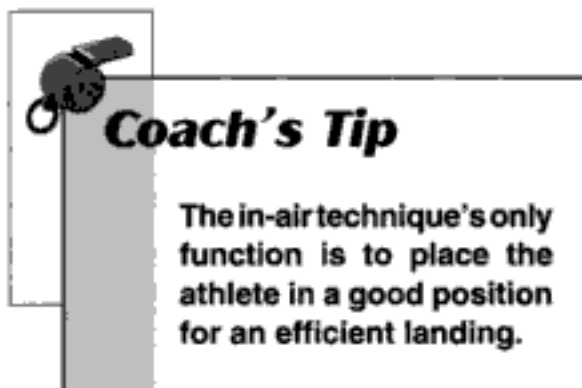 Coach's Tip
The in-air technique's only
function is to place the
athlete in a good position
for an efficient landing.